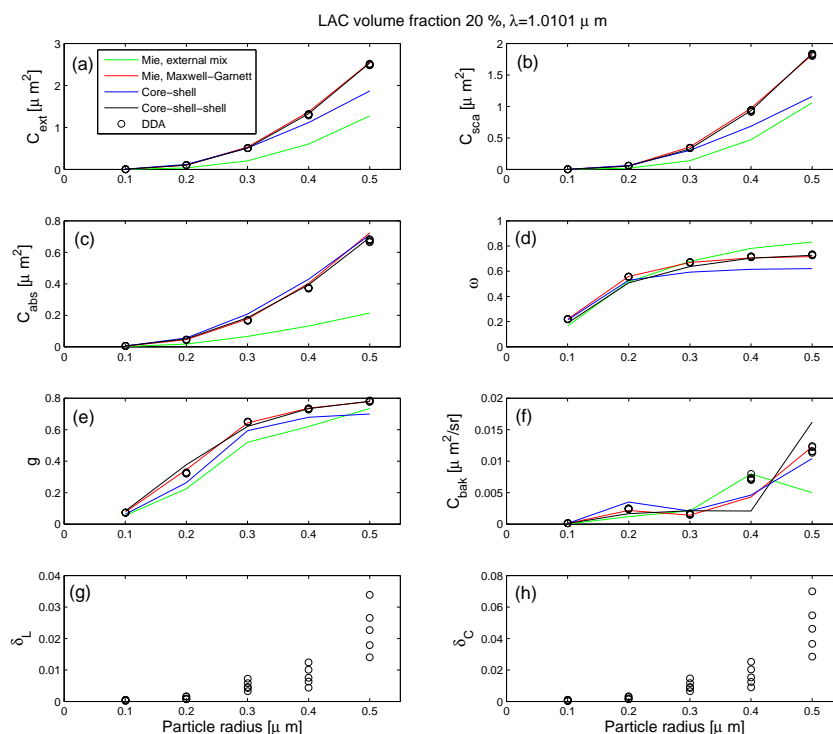 LAC volume fraction 20 %, λ=1.0101 μ m
(a)
C_ext [μ m²]
3
2
1
0
0 0.1 0.2 0.3 0.4 0.5
Mie, external mix
Mie, Maxwell−Garnett
Core−shell
Core−shell−shell
DDA
(b)
C_sca [μ m²]
2
1.5
1
0.5
0
0 0.1 0.2 0.3 0.4 0.5
(c)
C_abs [μ m²]
0.8
0.6
0.4
0.2
0
0 0.1 0.2 0.3 0.4 0.5
(d)
ω
1
0.8
0.6
0.4
0.2
0
0 0.1 0.2 0.3 0.4 0.5
(e)
g
0.8
0.6
0.4
0.2
0
0 0.1 0.2 0.3 0.4 0.5
(f)
C_bak [μ m²/sr]
0.02
0.015
0.01
0.005
0
0 0.1 0.2 0.3 0.4 0.5
(g)
δ_L
0.04
0.03
0.02
0.01
0
0 0.1 0.2 0.3 0.4 0.5
Particle radius [μ m]
(h)
δ_C
0.08
0.06
0.04
0.02
0
0 0.1 0.2 0.3 0.4 0.5
Particle radius [μ m]